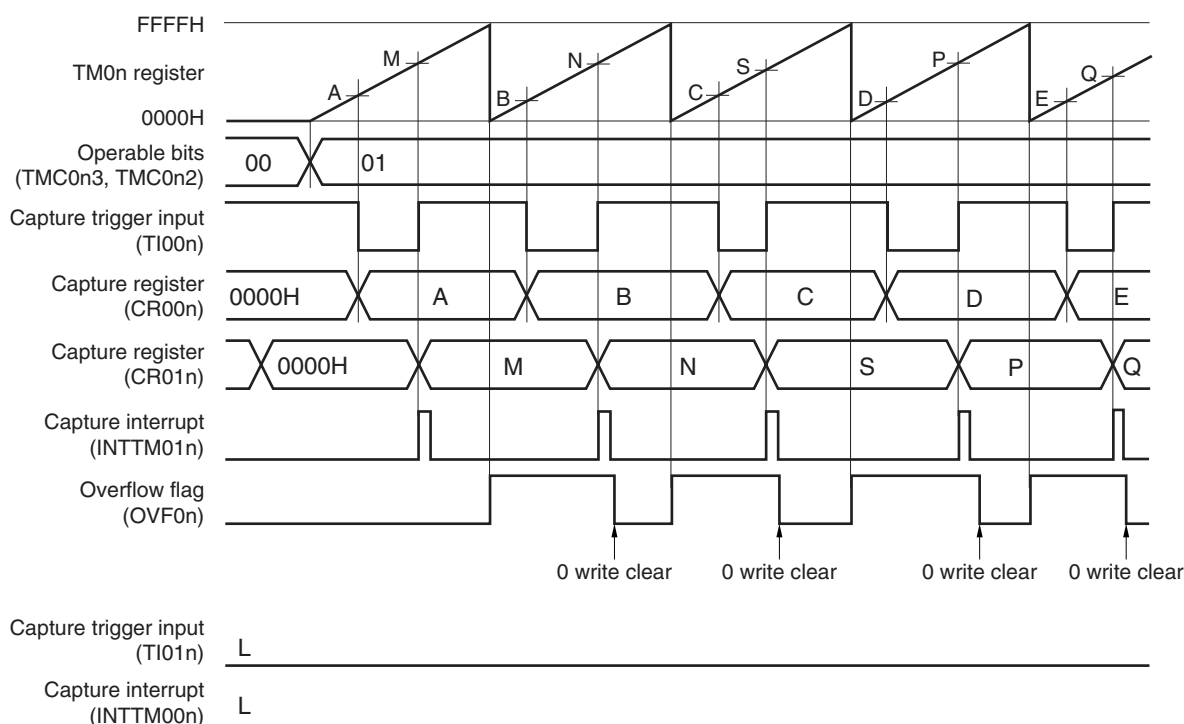 FFFFH
TM0n register
0000H
A M B N C S D P E Q
Operable bits
(TMC0n3, TMC0n2)
00 01
Capture trigger input
(TI00n)
Capture register
(CR00n)
0000H A B C D E
Capture register
(CR01n)
0000H M N S P Q
Capture interrupt
(INTTM01n)
Overflow flag
(OVF0n)
0 write clear 0 write clear 0 write clear 0 write clear
Capture trigger input
(TI01n)
L
Capture interrupt
(INTTM00n)
L